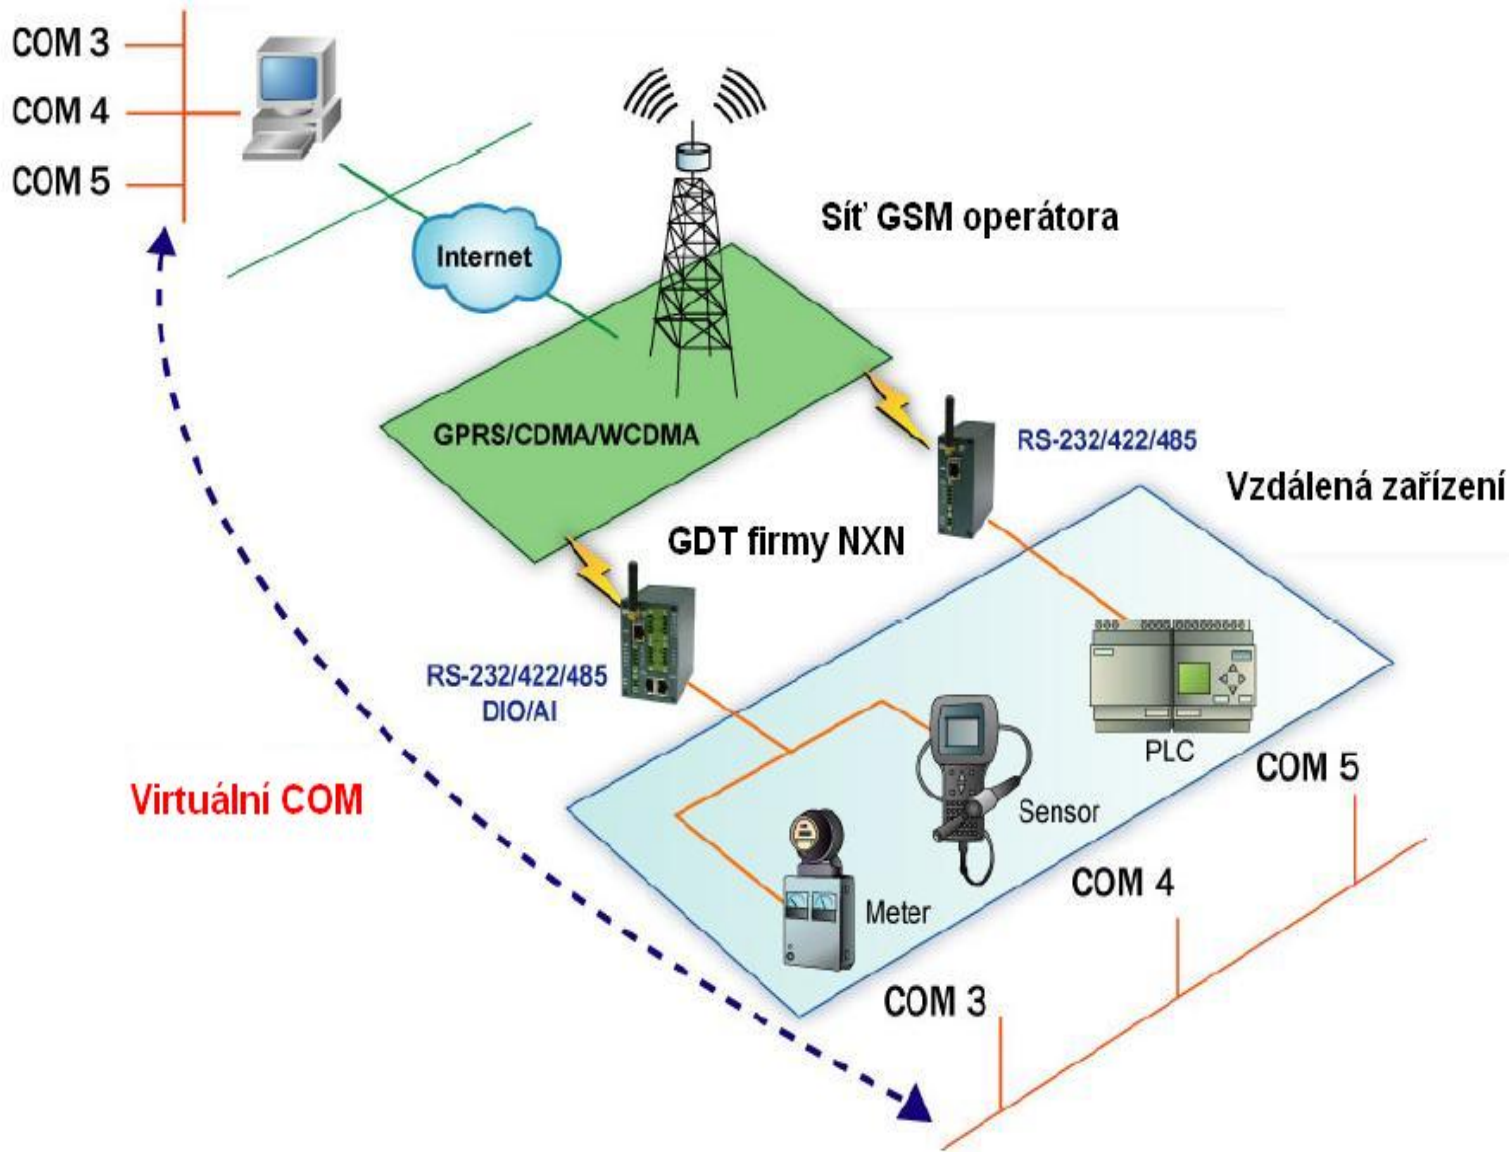 COM 3
COM 4
COM 5
Internet
Síť GSM operátora
GPRS/CDMA/WCDMA
RS-232/422/485
Vzdálená zařízení
GDT firmy NXN
RS-232/422/485
DIO/AI
PLC
COM 5
Virtuální COM
Sensor
COM 4
Meter
COM 3